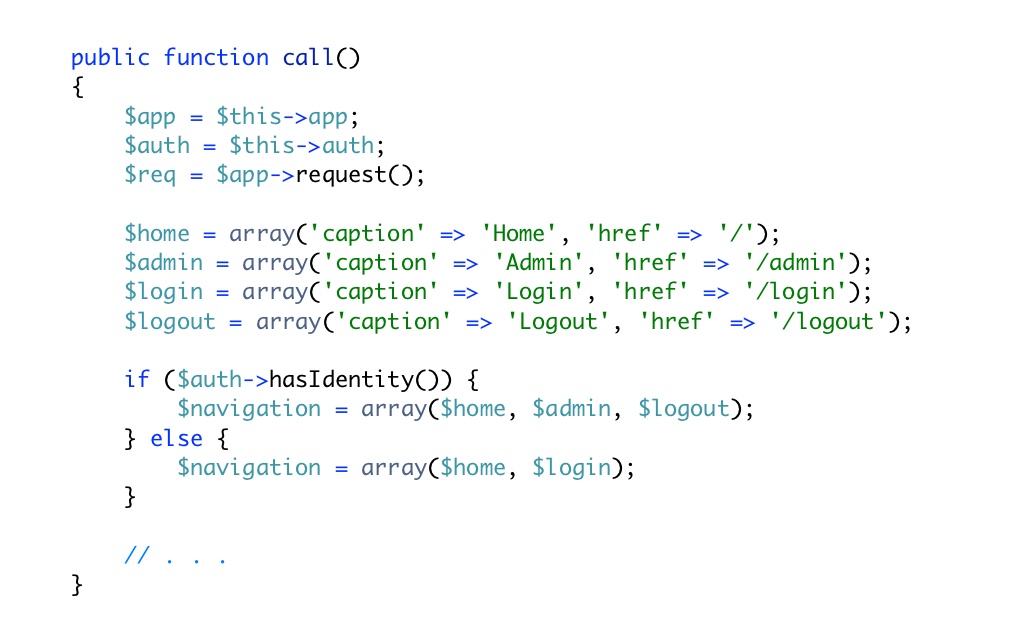 public function call()
{
    $app = $this->app;
    $auth = $this->auth;
    $req = $app->request();

    $home = array('caption' => 'Home', 'href' => '/');
    $admin = array('caption' => 'Admin', 'href' => '/admin');
    $login = array('caption' => 'Login', 'href' => '/login');
    $logout = array('caption' => 'Logout', 'href' => '/logout');

    if ($auth->hasIdentity()) {
        $navigation = array($home, $admin, $logout);
    } else {
        $navigation = array($home, $login);
    }

    // . . .
}